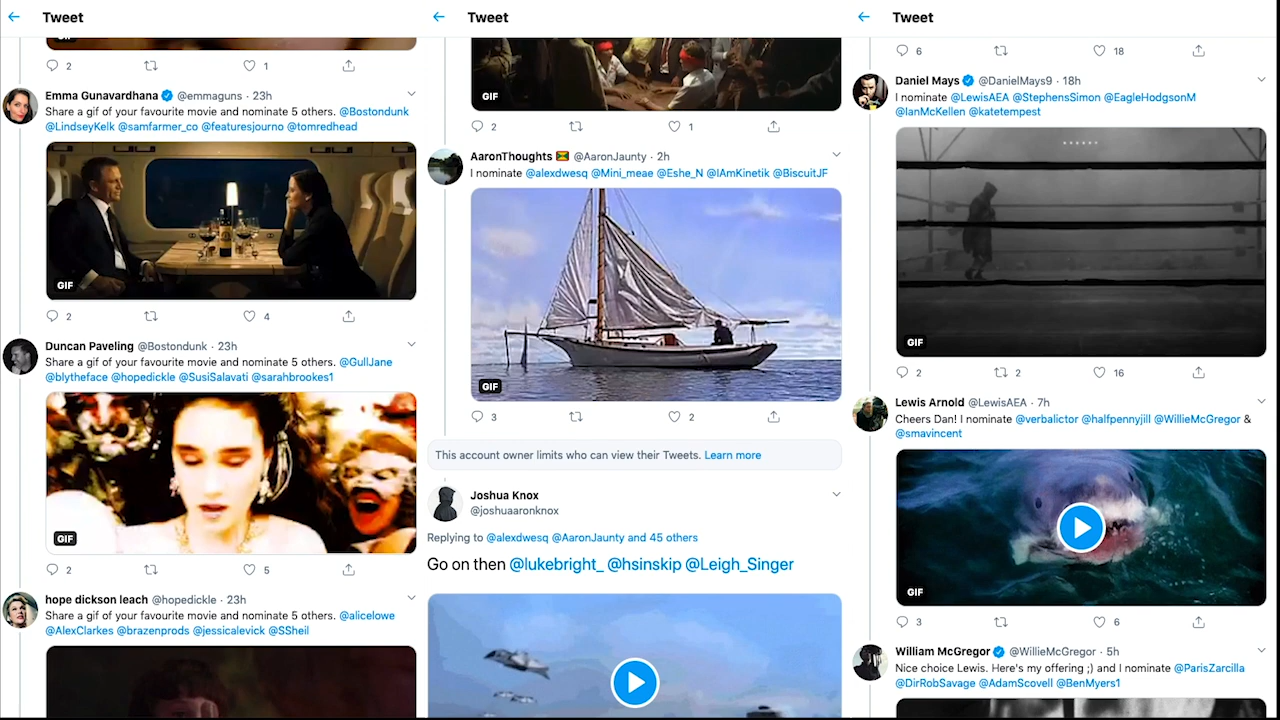 Tweet
GIF
2 1
Emma Gunavardhana @emmaguns · 23h
Share a gif of your favourite movie and nominate 5 others. @Bostondunk
@LindseyKelk @samfarmer_co @featuresjourno @tomredhead
GIF
2 4
Duncan Paveling @Bostondunk · 23h
Share a gif of your favourite movie and nominate 5 others. @GullJane
@blytheface @hopedickle @SusiSalavati @sarahbrookes1
GIF
2 5
hope dickson leach @hopedickle · 23h
Share a gif of your favourite movie and nominate 5 others. @alicelowe
@AlexClarkes @brazenprods @jessicalevick @SSheil
Tweet
GIF
2 1
AaronThoughts @AaronJaunty · 2h
I nominate @alexdwesq @Mini_meae @Eshe_N @IAmKinetik @BiscuitJF
GIF
3 2
This account owner limits who can view their Tweets. Learn more
Joshua Knox
@joshuaaronknox
Replying to @alexdwesq @AaronJaunty and 45 others
Go on then @lukebright_ @hsinskip @Leigh_Singer
Tweet
6 18
Daniel Mays @DanielMays9 · 18h
I nominate @LewisAEA @StephensSimon @EagleHodgsonM
@IanMcKellen @katetempest
GIF
2 2 16
Lewis Arnold @LewisAEA · 7h
Cheers Dan! I nominate @verbalictor @halfpennyjill @WillieMcGregor &
@smavincent
GIF
3 6
William McGregor @WillieMcGregor · 5h
Nice choice Lewis. Here's my offering ;) and I nominate @ParisZarcilla
@DirRobSavage @AdamScovell @BenMyers1